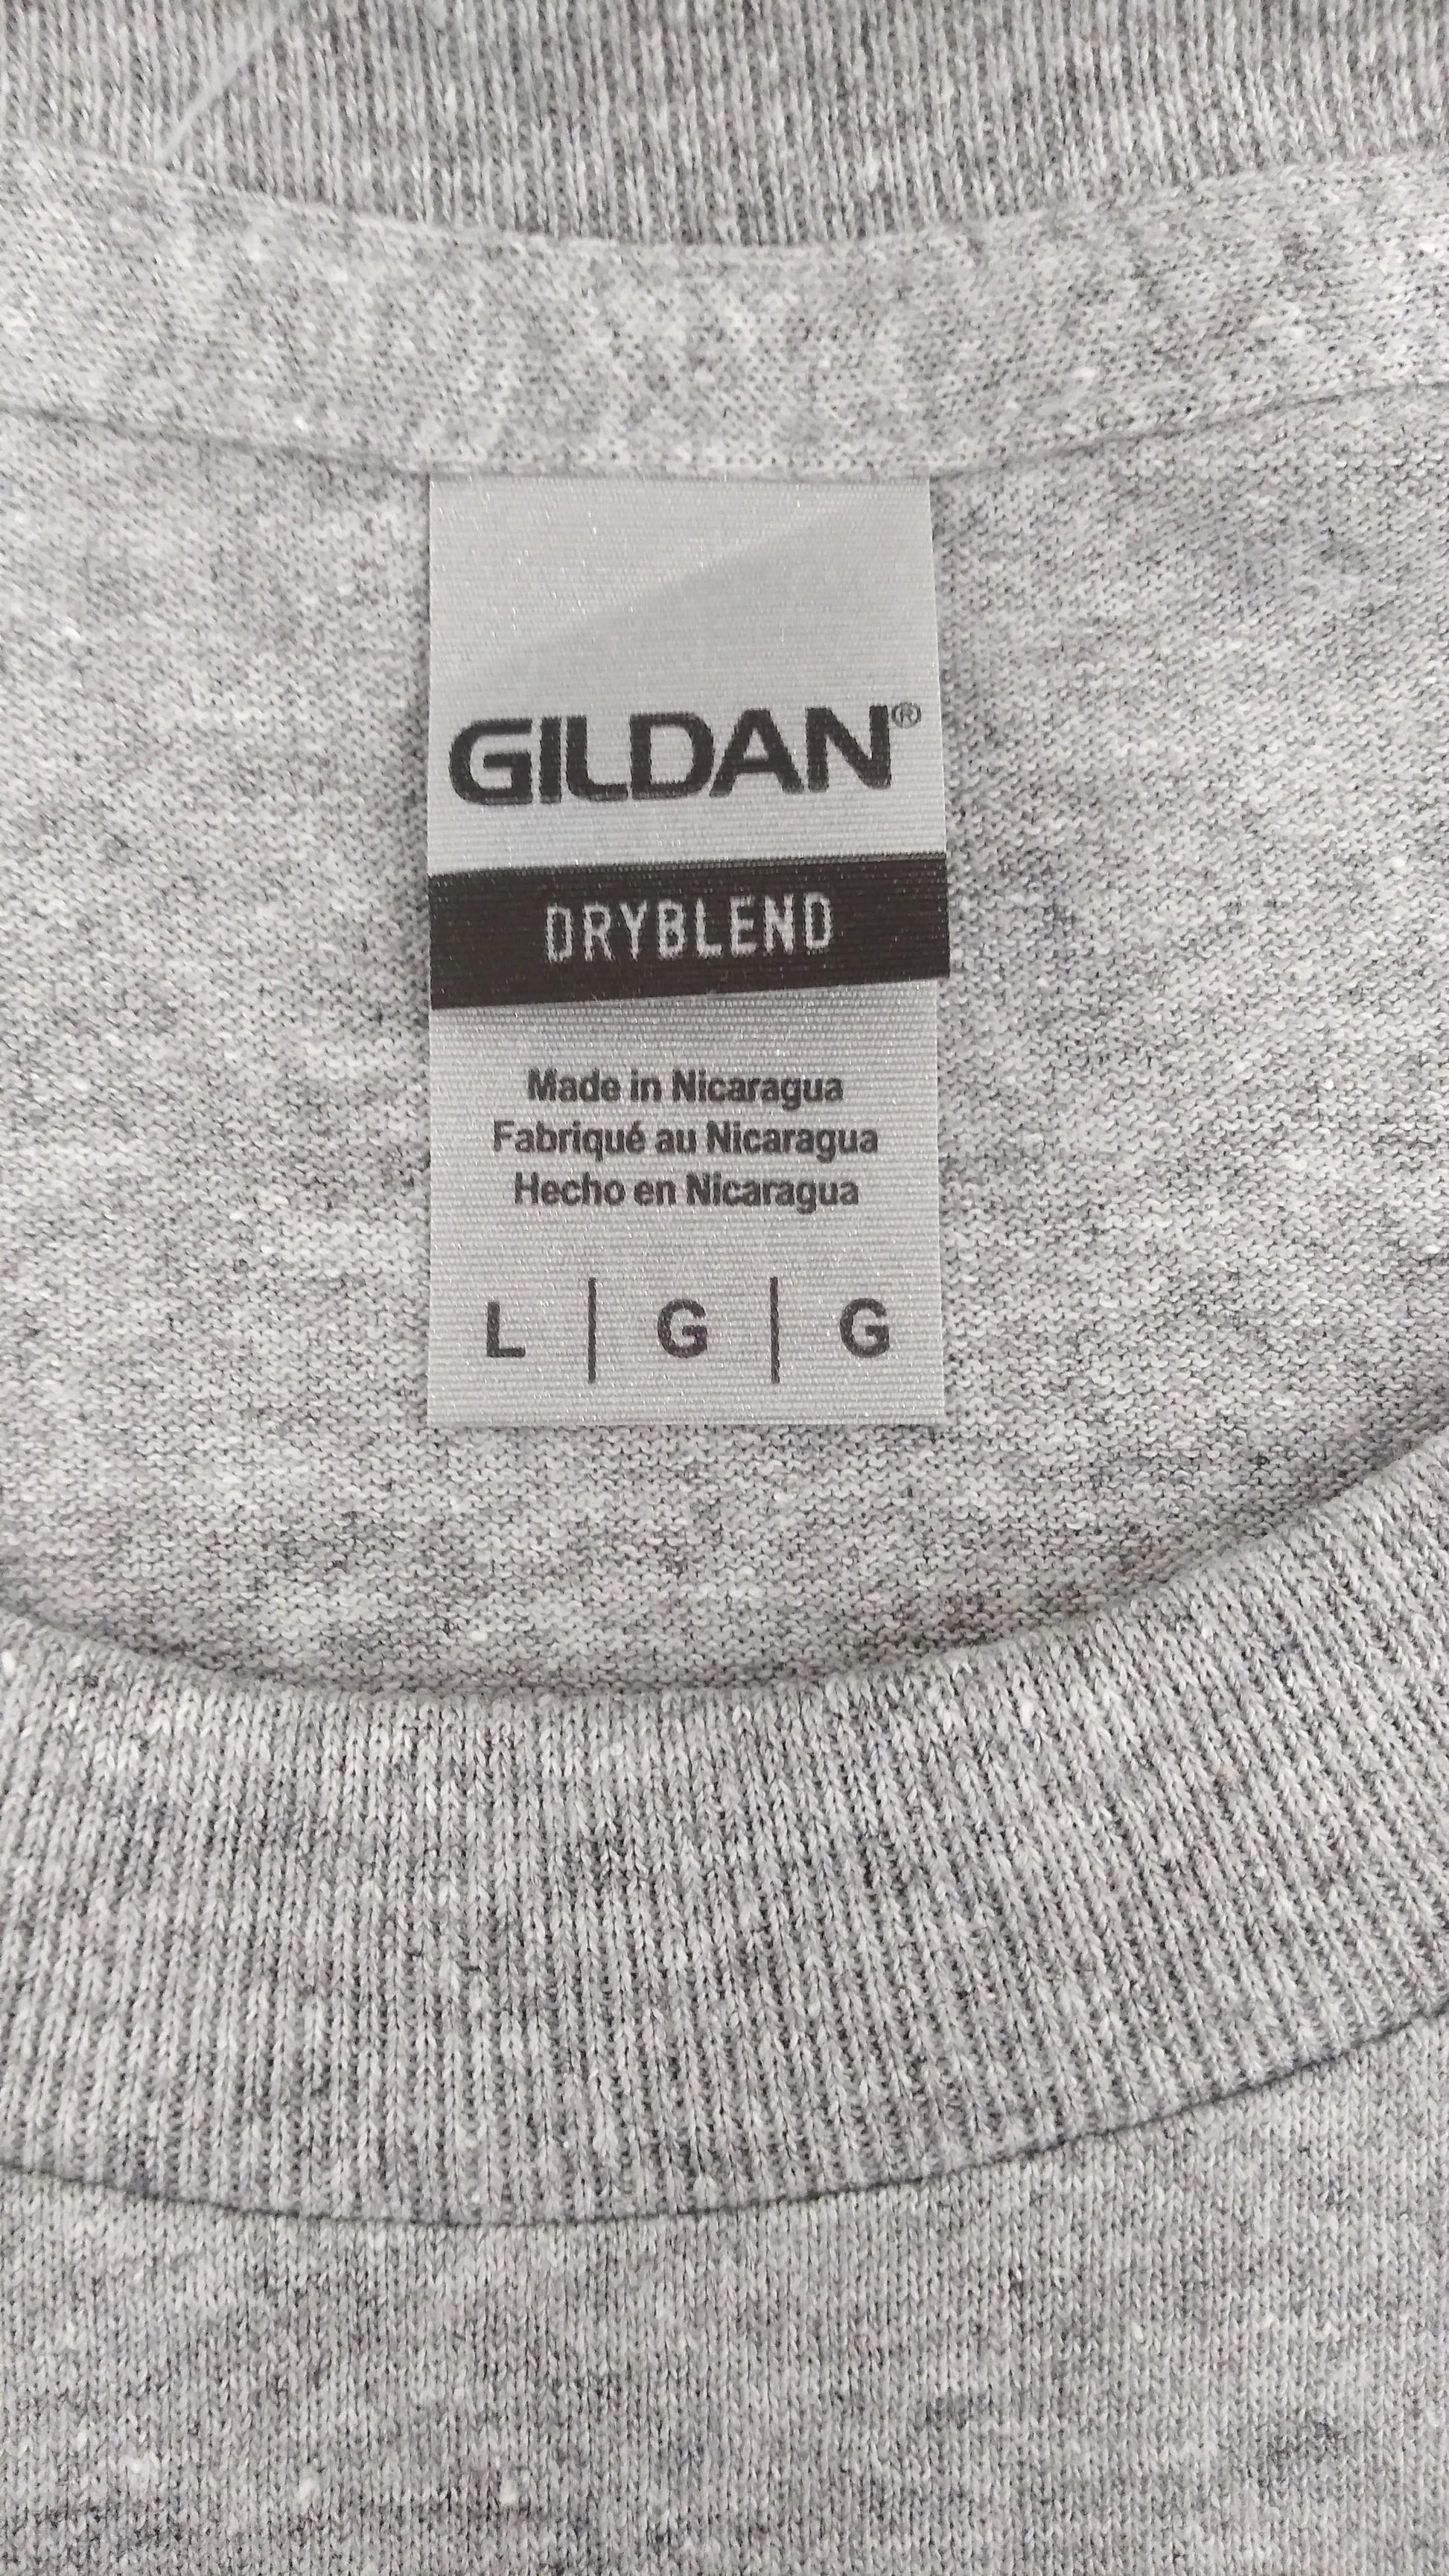 GILDAN®
DRYBLEND
Made in Nicaragua
Fabriqué au Nicaragua
Hecho en Nicaragua
L | G | G